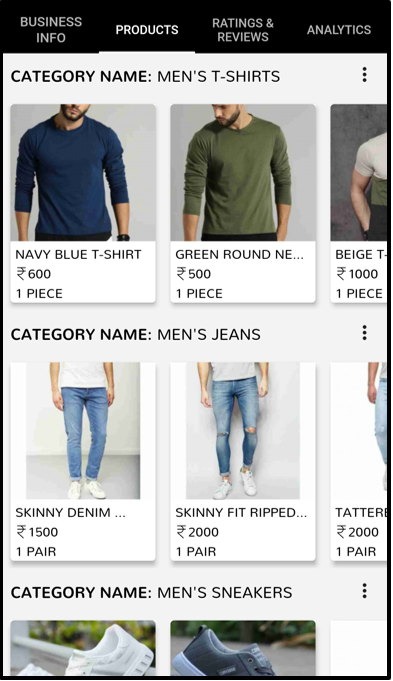 BUSINESS
INFO
PRODUCTS
RATINGS &
REVIEWS
ANALYTICS
CATEGORY NAME: MEN'S T-SHIRTS
NAVY BLUE T-SHIRT
₹600
1 PIECE
GREEN ROUND NE...
₹500
1 PIECE
BEIGE T-
₹1000
1 PIECE
CATEGORY NAME: MEN'S JEANS
SKINNY DENIM ...
₹1500
1 PAIR
SKINNY FIT RIPPED...
₹2000
1 PAIR
TATTERE
₹2000
1 PAIR
CATEGORY NAME: MEN'S SNEAKERS